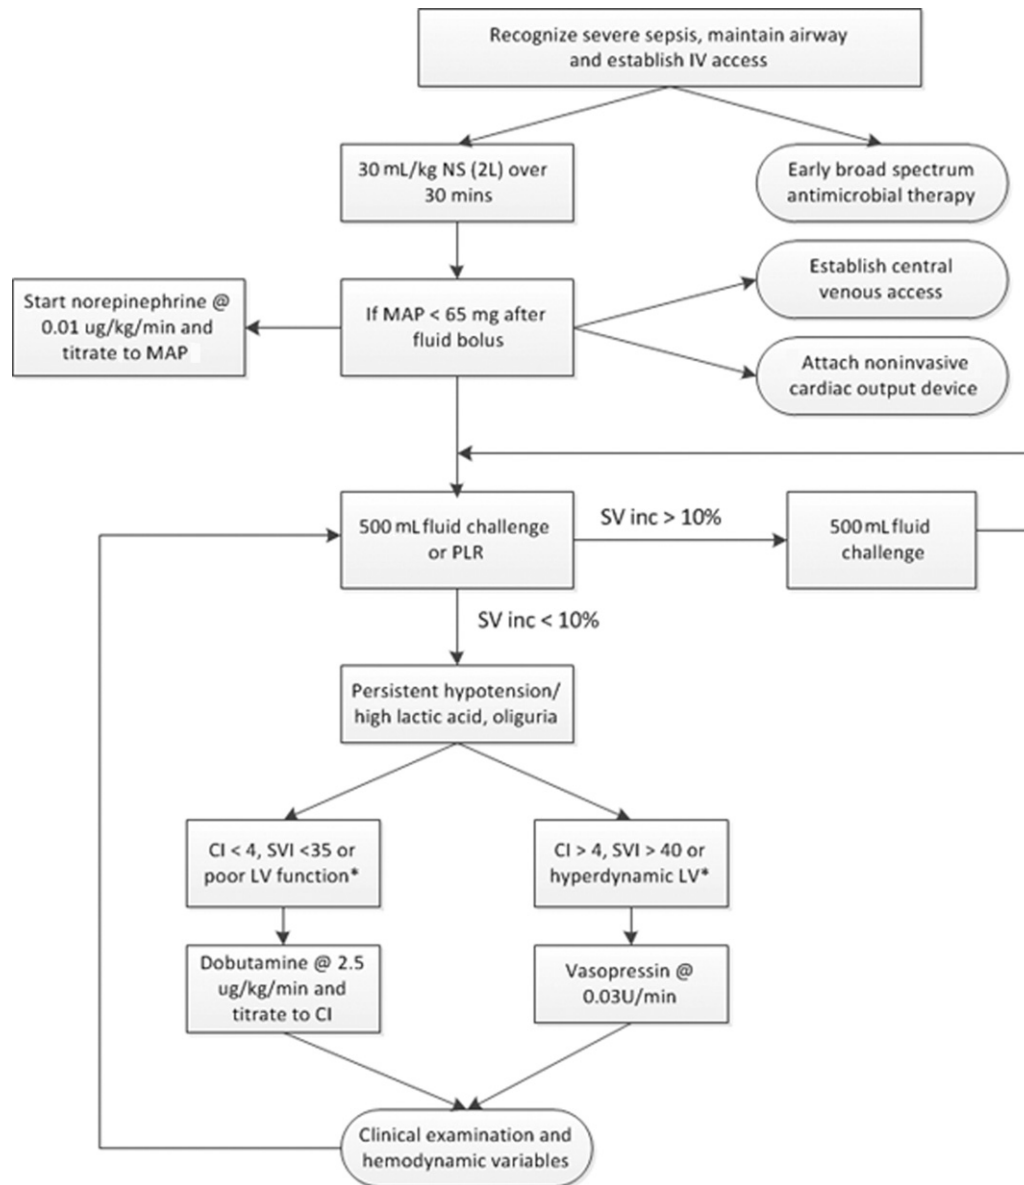 Recognize severe sepsis, maintain airway
and establish IV access
30 mL/kg NS (2L) over
30 mins
Early broad spectrum
antimicrobial therapy
Establish central
venous access
Start norepinephrine @
0.01 ug/kg/min and
titrate to MAP
If MAP < 65 mg after
fluid bolus
Attach noninvasive
cardiac output device
500 mL fluid challenge
or PLR
SV inc > 10%
500 mL fluid
challenge
SV inc < 10%
Persistent hypotension/
high lactic acid, oliguria
CI < 4, SVI <35 or
poor LV function*
CI > 4, SVI > 40 or
hyperdynamic LV*
Dobutamine @ 2.5
ug/kg/min and
titrate to CI
Vasopressin @
0.03U/min
Clinical examination and
hemodynamic variables